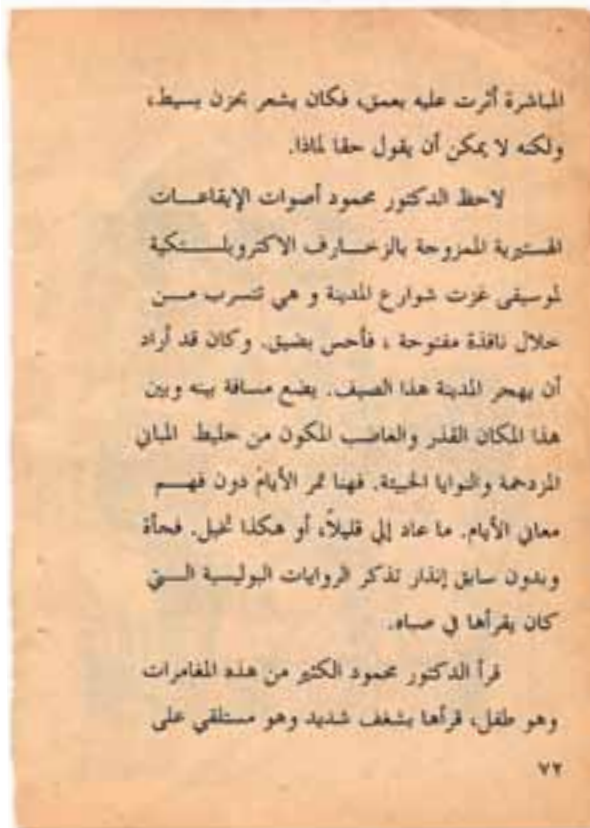 المباشرة أثرت عليه بعمق، فكان يشعر بحزن بسيط،
ولكنه لا يمكن أن يقول حقا لماذا.
لاحظ الدكتور محمود أصوات الإيقاعات
الهستيرية الممزوحة بالزخارف الاكتروبلستكية
لموسيقى غزت شوارع المدينة و هي تتسرب من
خلال نافذة مفتوحة ، فأحس بضيق. وكان قد أراد
أن يهجر المدينة هذا الصيف. يضع مسافة بينه وبين
هذا المكان القذر والغاضب المكون من خليط المباني
المزدحمة والنوايا الخبيثة. فهنا تمر الأيام دون فهم
معاني الأيام. ما عاد إلي قليلاً، أو هكذا تخيل. فجأة
وبدون سابق إنذار تذكر الروايات البوليسية التي
كان يقرأها في صباه.
قرأ الدكتور محمود الكثير من هذه المغامرات
وهو طفل، قرأها بشغف شديد وهو مستلقي على
٧٢